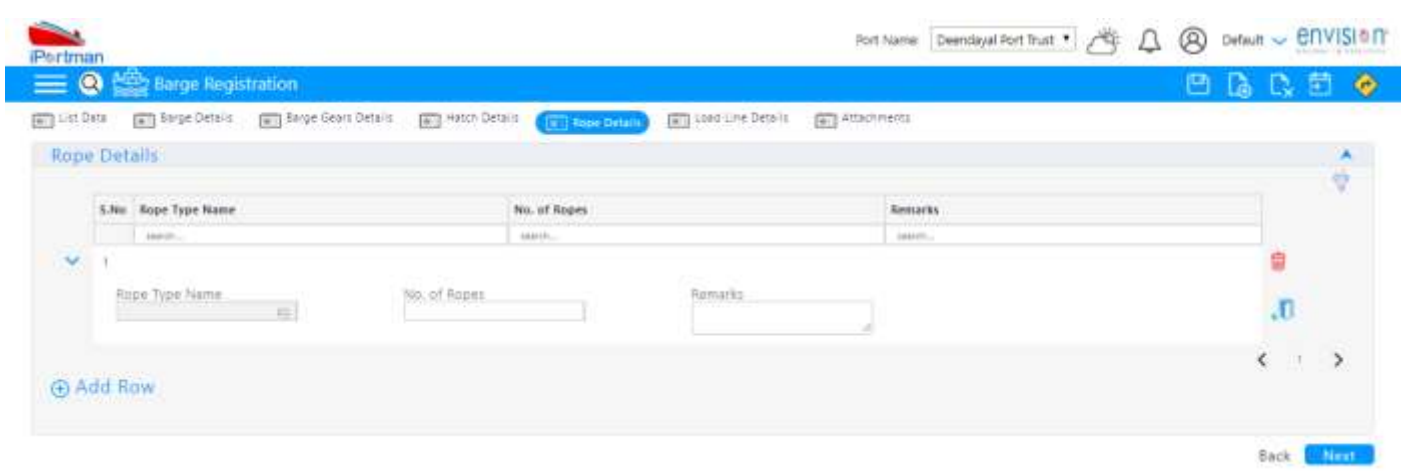 Port Name Deendayal Port Trust Default envision
iPortman
Barge Registration
List Data Barge Details Barge Gears Details Hatch Details Rope Details Load Line Details Attachments
Rope Details
S.No Rope Type Name No. of Ropes Remarks
search... search... search...
1
Rope Type Name No. of Ropes Remarks
1
Add Row
Back Next